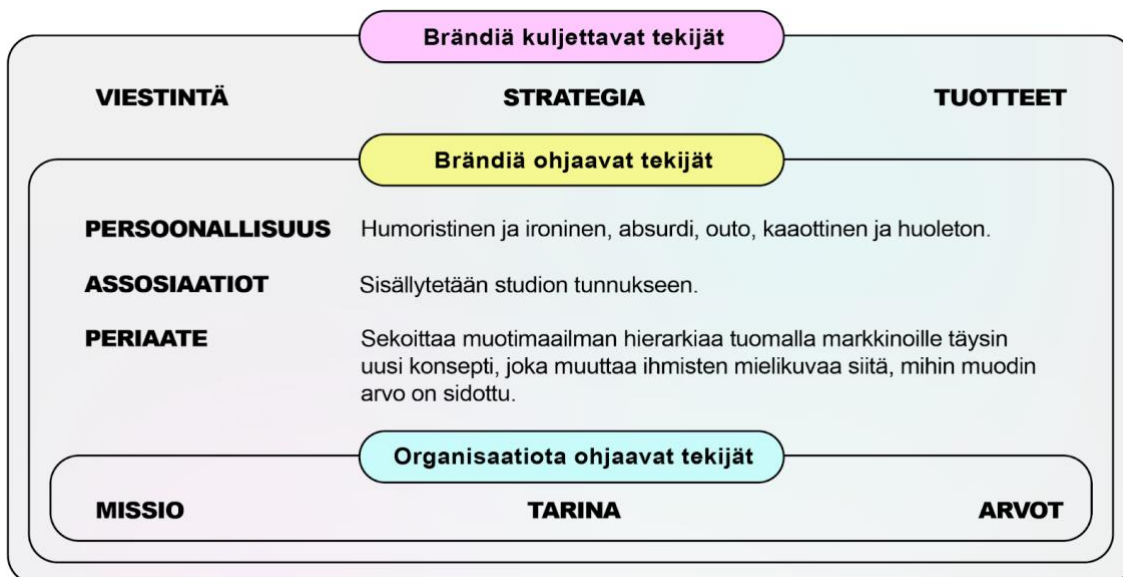 Brändiä kuljettavat tekijät
VIESTINTÄ STRATEGIA TUOTTEET
Brändiä ohjaavat tekijät
PERSOONALLISUUS Humoristinen ja ironinen, absurdi, outo, kaaottinen ja huoleton.
ASSOSIAATIOT Sisällytetään studion tunnukseen.
PERIAATE Sekoittaa muotimaailman hierarkiaa tuomalla markkinoille täysin
uusi konsepti, joka muuttaa ihmisten mielikuvaa siitä, mihin muodin
arvo on sidottu.
Organisaatiota ohjaavat tekijät
MISSIO TARINA ARVOT